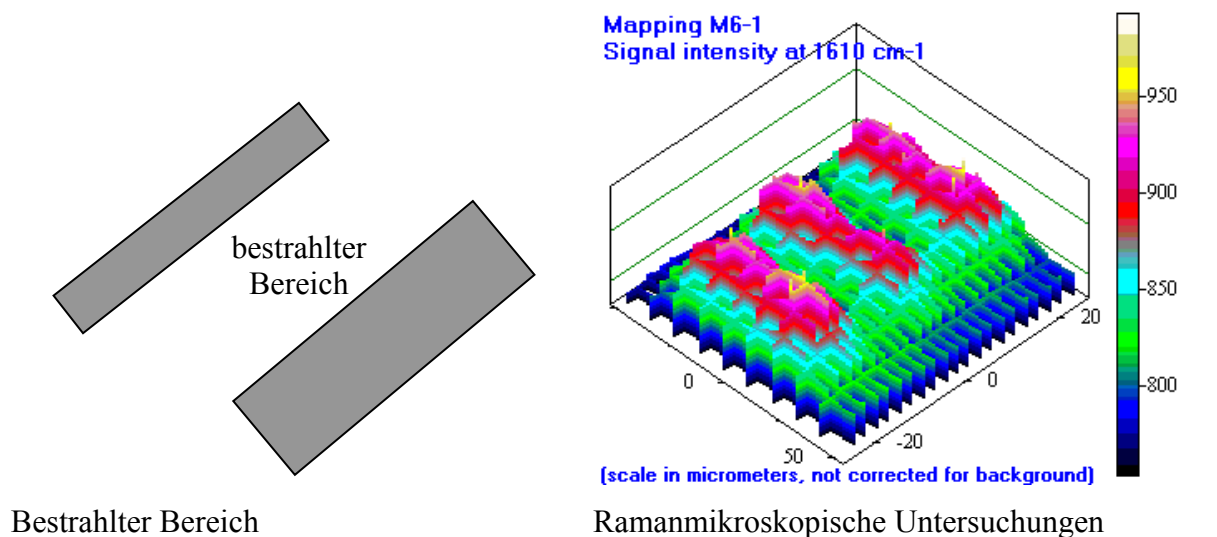 bestrahlter
Bereich
Bestrahlter Bereich
Mapping M6-1
Signal intensity at 1610 cm-1
950
900
850
800
20
0
-20
0
50
(scale in micrometers, not corrected for background)
Ramanmikroskopische Untersuchungen